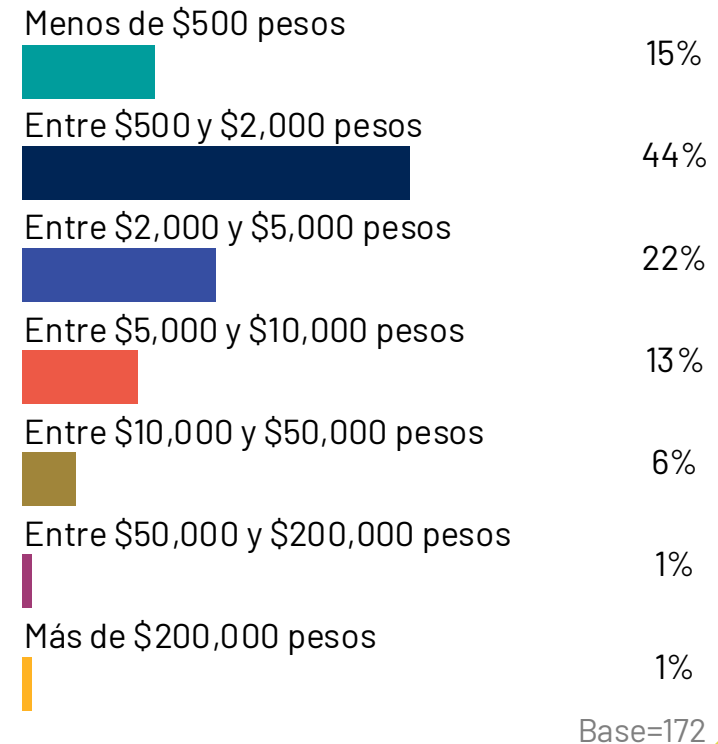 Menos de $500 pesos
15%
Entre $500 y $2,000 pesos
44%
Entre $2,000 y $5,000 pesos
22%
Entre $5,000 y $10,000 pesos
13%
Entre $10,000 y $50,000 pesos
6%
Entre $50,000 y $200,000 pesos
1%
Más de $200,000 pesos
1%
Base=172